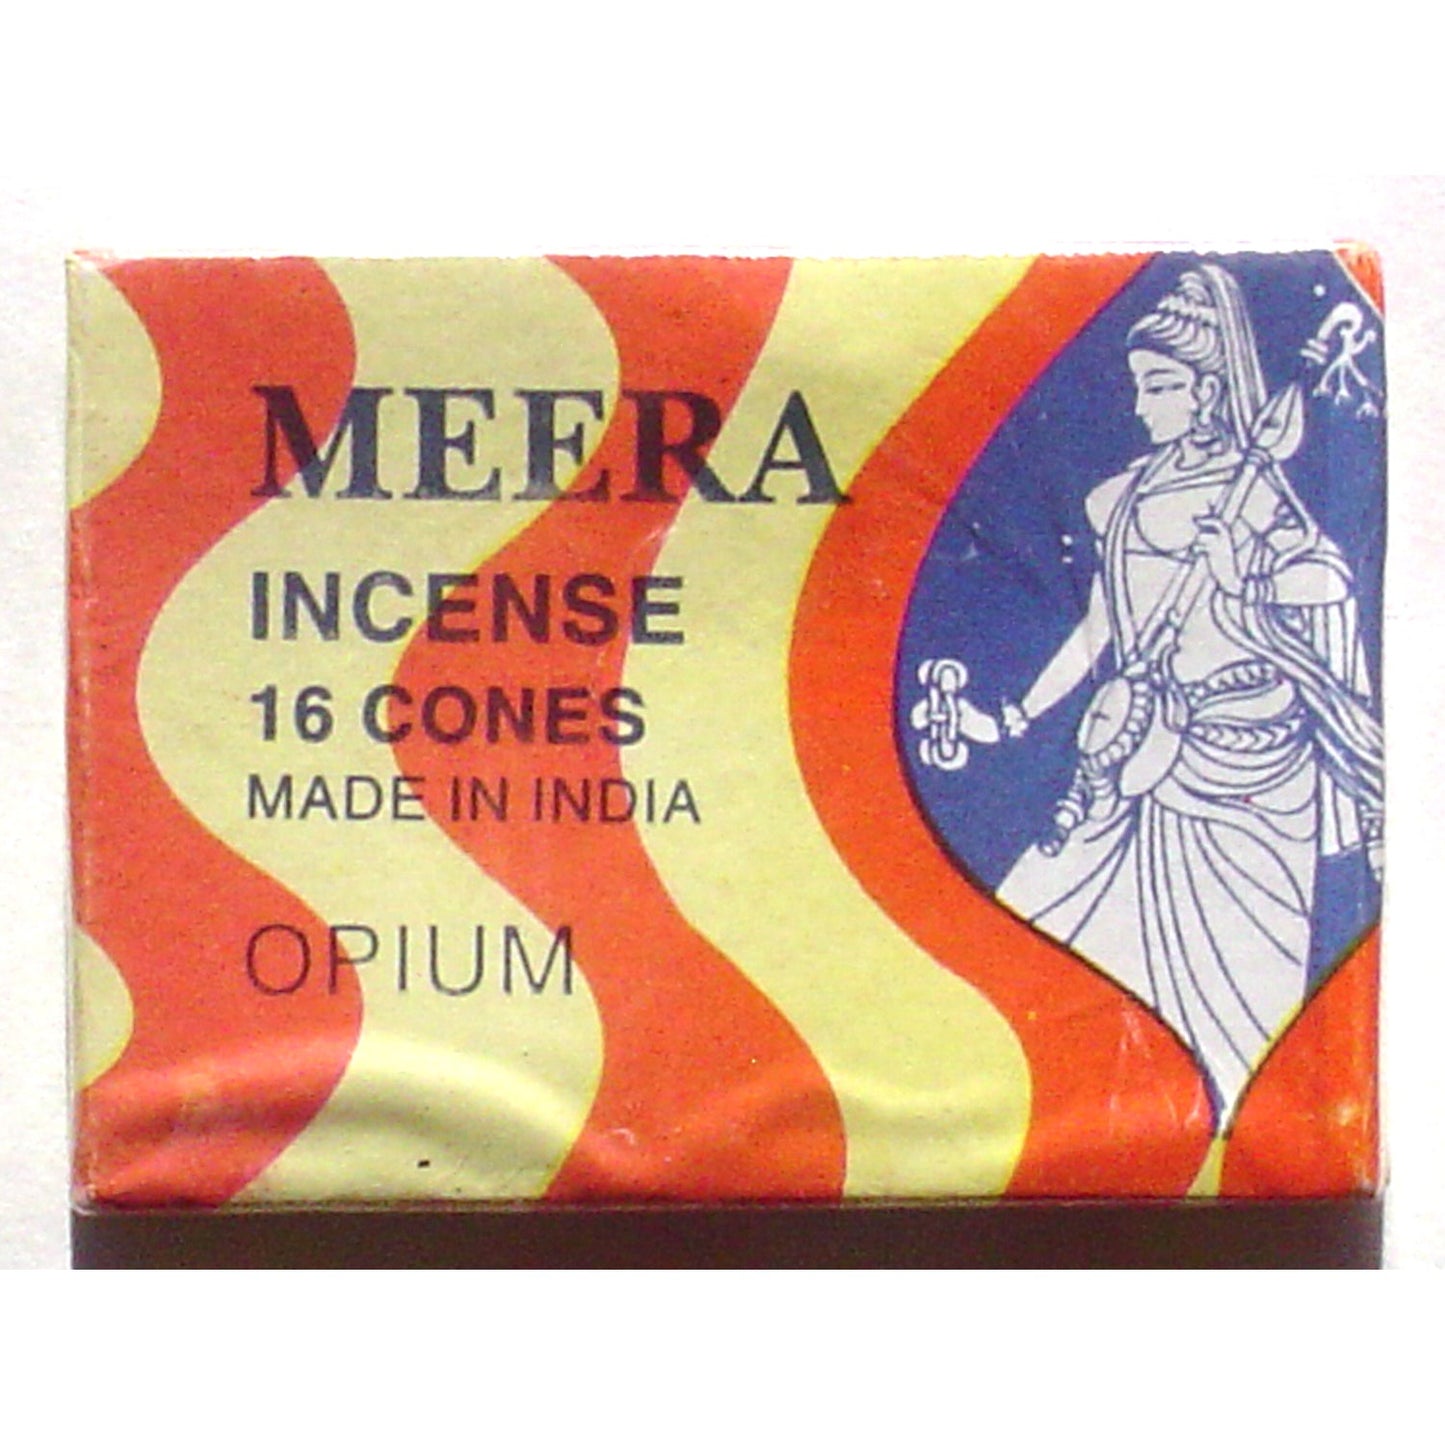 MEERA
INCENSE
16 CONES
MADE IN INDIA
OPIUM